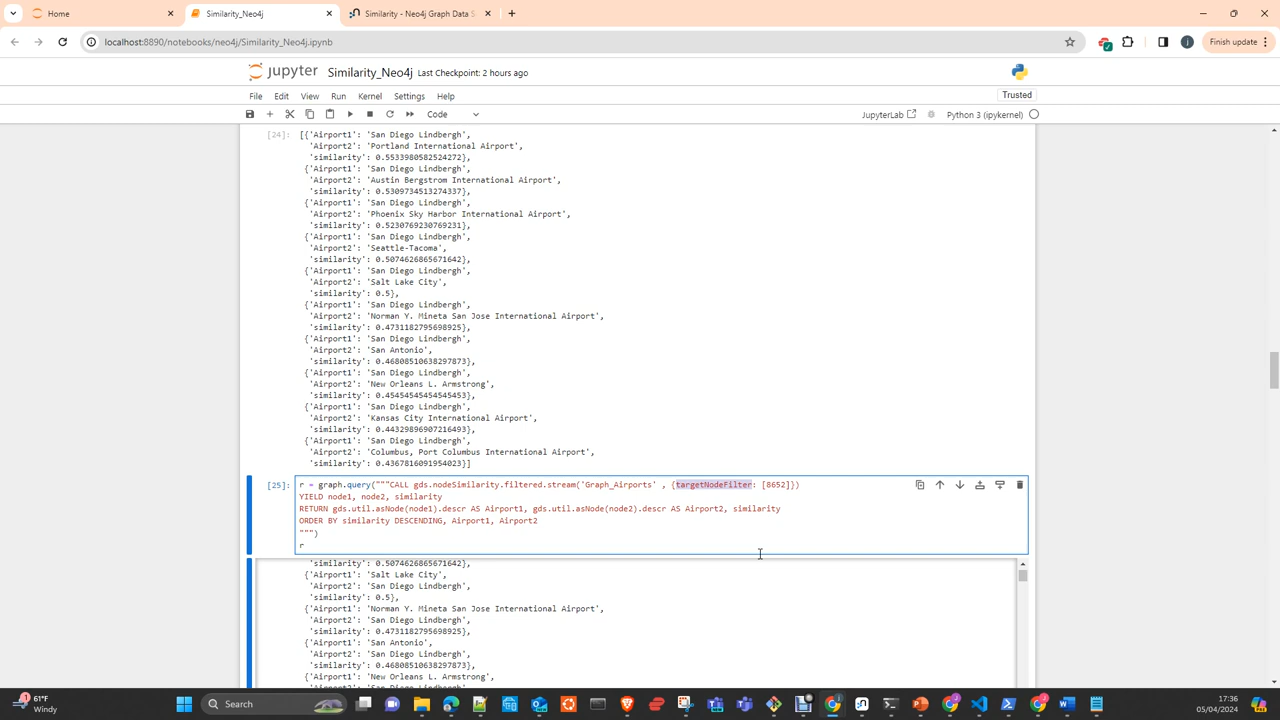 Home
Similarity_Neo4j
Similarity - Neo4j Graph Data S
localhost:8890/notebooks/neo4j/Similarity_Neo4j.ipynb
Finish update
jupyter Similarity_Neo4j Last Checkpoint: 2 hours ago
File Edit View Run Kernel Settings Help
Trusted
Code
JupyterLab
Python 3 (ipykernel)
[24]: [{'Airport1': 'San Diego Lindbergh',
'Airport2': 'Portland International Airport',
'similarity': 0.5533980582524272},
{'Airport1': 'San Diego Lindbergh',
'Airport2': 'Austin Bergstrom International Airport',
'similarity': 0.5309734513274337},
{'Airport1': 'San Diego Lindbergh',
'Airport2': 'Phoenix Sky Harbor International Airport',
'similarity': 0.5230769230769231},
{'Airport1': 'San Diego Lindbergh',
'Airport2': 'Seattle-Tacoma',
'similarity': 0.5074626865671642},
{'Airport1': 'San Diego Lindbergh',
'Airport2': 'Salt Lake City',
'similarity': 0.5},
{'Airport1': 'San Diego Lindbergh',
'Airport2': 'Norman Y. Mineta San Jose International Airport',
'similarity': 0.4731182795698925},
{'Airport1': 'San Diego Lindbergh',
'Airport2': 'San Antonio',
'similarity': 0.46808510638297873},
{'Airport1': 'San Diego Lindbergh',
'Airport2': 'New Orleans L. Armstrong',
'similarity': 0.45454545454545453},
{'Airport1': 'San Diego Lindbergh',
'Airport2': 'Kansas City International Airport',
'similarity': 0.44329896907216493},
{'Airport1': 'San Diego Lindbergh',
'Airport2': 'Columbus, Port Columbus International Airport',
'similarity': 0.4367816091954023}]
[25]: r = graph.query("""CALL gds.nodeSimilarity.filtered.stream('Graph_Airports' , {targetNodeFilter: [8652]})
YIELD node1, node2, similarity
RETURN gds.util.asNode(node1).descr AS Airport1, gds.util.asNode(node2).descr AS Airport2, similarity
ORDER BY similarity DESCENDING, Airport1, Airport2
""")
r
'similarity': 0.5074626865671642},
{'Airport1': 'Salt Lake City',
'Airport2': 'San Diego Lindbergh',
'similarity': 0.5},
{'Airport1': 'Norman Y. Mineta San Jose International Airport',
'Airport2': 'San Diego Lindbergh',
'similarity': 0.4731182795698925},
{'Airport1': 'San Antonio',
'Airport2': 'San Diego Lindbergh',
'similarity': 0.46808510638297873},
{'Airport1': 'New Orleans L. Armstrong',
61°F
Windy
Search
17:36
05/04/2024